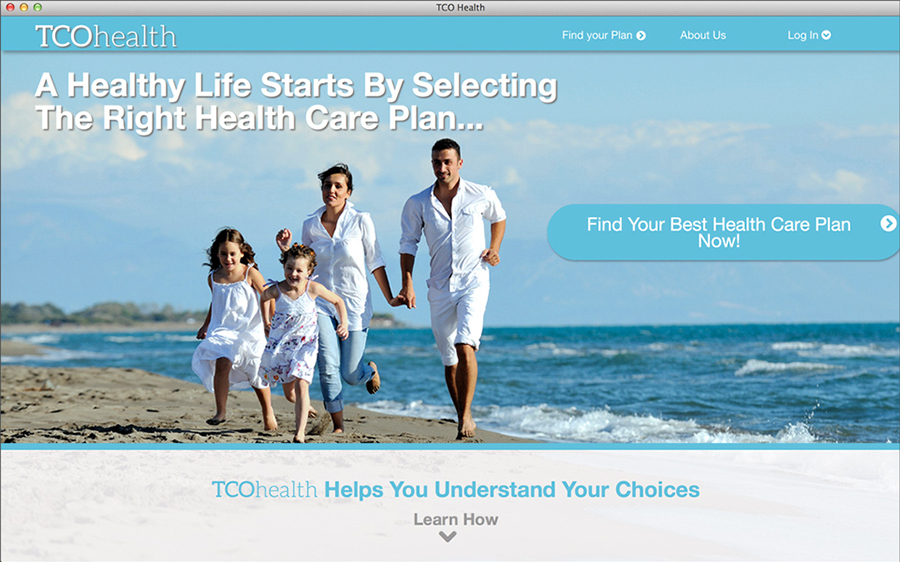 TCO Health
TCOhealth
Find your Plan
About Us
Log In
A Healthy Life Starts By Selecting
The Right Health Care Plan...
Find Your Best Health Care Plan
Now!
TCOhealth Helps You Understand Your Choices
Learn How